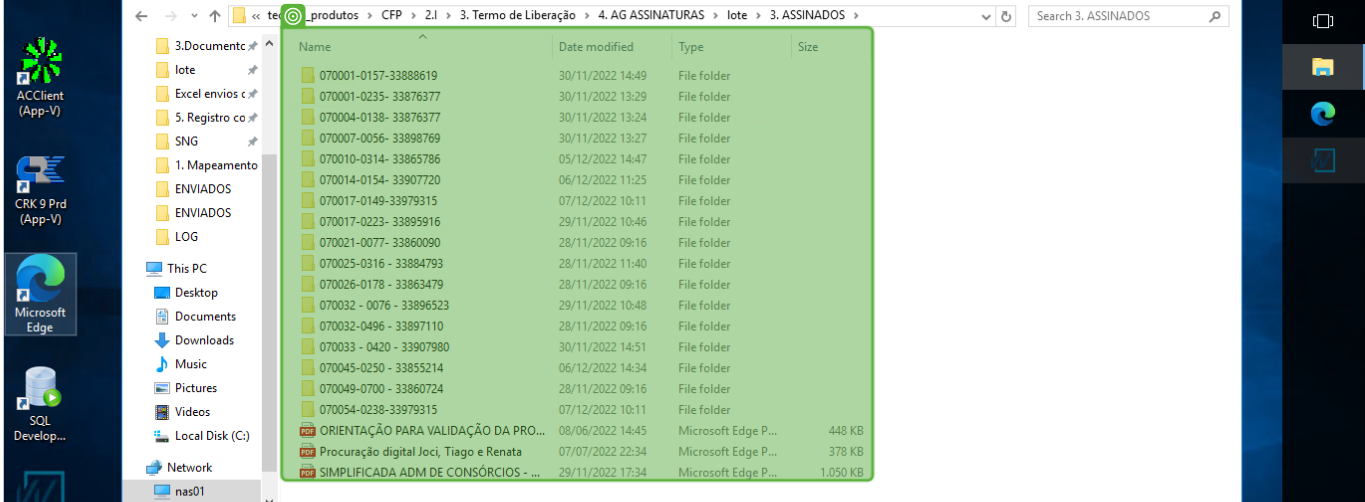 « tec _produtos > CFP > 2.I > 3. Termo de Liberação > 4. AG ASSINATURAS > lote > 3. ASSINADOS >
Search 3. ASSINADOS
ACClient
(App-V)
CRK 9 Prd
(App-V)
Microsoft
Edge
SQL
Develop...
3.Documentc
lote
Excel envios c
5. Registro co
SNG
1. Mapeamento
ENVIADOS
ENVIADOS
LOG
This PC
Desktop
Documents
Downloads
Music
Pictures
Videos
Local Disk (C:)
Network
nas01
Name Date modified Type Size
070001-0157-33888619 30/11/2022 14:49 File folder
070001-0235- 33876377 30/11/2022 13:29 File folder
070004-0138- 33876377 30/11/2022 13:24 File folder
070007-0056- 33898769 30/11/2022 13:27 File folder
070010-0314- 33865786 05/12/2022 14:47 File folder
070014-0154- 33907720 06/12/2022 11:25 File folder
070017-0149-33979315 07/12/2022 10:11 File folder
070017-0223- 33895916 29/11/2022 10:46 File folder
070021-0077- 33860090 28/11/2022 09:16 File folder
070025-0316 - 33884793 28/11/2022 11:40 File folder
070026-0178 - 33863479 28/11/2022 09:16 File folder
070032 - 0076 - 33896523 29/11/2022 10:48 File folder
070032-0496 - 33897110 28/11/2022 09:16 File folder
070033 - 0420 - 33907980 30/11/2022 14:51 File folder
070045-0250 - 33855214 06/12/2022 14:34 File folder
070049-0700 - 33860724 28/11/2022 09:16 File folder
070054-0238-33979315 07/12/2022 10:11 File folder
PDF ORIENTAÇÃO PARA VALIDAÇÃO DA PRO... 08/06/2022 14:45 Microsoft Edge P... 448 KB
PDF Procuração digital Joci, Tiago e Renata 07/07/2022 22:34 Microsoft Edge P... 378 KB
PDF SIMPLIFICADA ADM DE CONSÓRCIOS - ... 29/11/2022 17:34 Microsoft Edge P... 1.050 KB